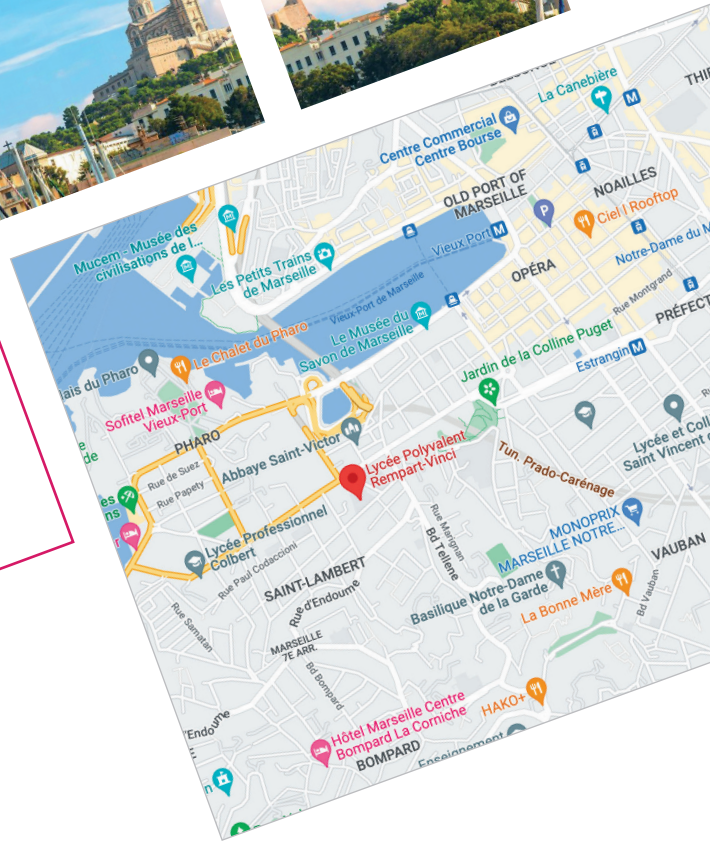 La Canebière
Centre Commercial
Centre Bourse
NOAILLES
OLD PORT OF
MARSEILLE
P
M
Ciel | Rooftop
Vieux Port
M
Notre-Dame du M
OPÉRA
Mucem - Musée des
civilisations de l...
Les Petits Trains
de Marseille
Vieux-Port de Marseille
Rue Montgrand
Le Musée du
Savon de Marseille
Le Chalet du Pharo
Jardin de la Colline Puget
Estrangin
M
ais du Pharo
Sofitel Marseille
Vieux-Port
PHARO
Abbaye Saint-Victor
Lycée Polyvalent
Rempart-Vinci
Rue de Suez
Rue Papety
Tun. Prado-Carénage
Saint Vincent
Lycée Professionnel
Colbert
Rue Paul Codaccioni
Rue Marignan
Bd Tellene
MONOPRIX
MARSEILLE NOTRE...
VAUBAN
SAINT-LAMBERT
Rue d'Endoume
Basilique Notre-Dame
de la Garde
La Bonne Mère
Bd Vauban
Rue Samatan
MARSEILLE
7E ARR.
Bd Bompard
HAKO+
Hôtel Marseille Centre
Bompard La Corniche
BOMPARD
'Endoume
Enseignement